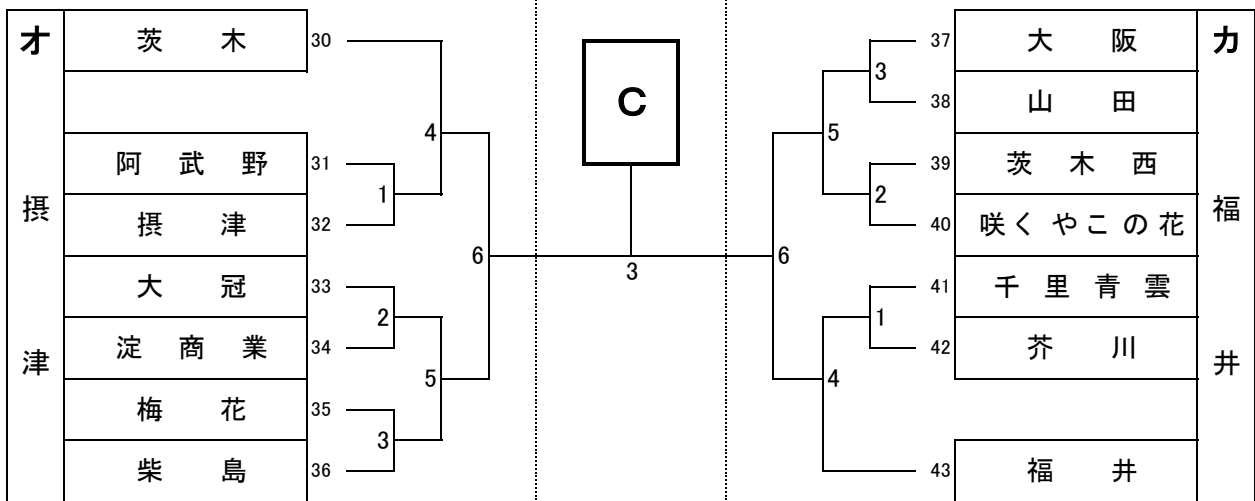 オ 摂 津
茨 木 30
阿 武 野 31
摂 津 32
大 冠 33
淀 商 業 34
梅 花 35
柴 島 36
4
1
6
2
5
3
C
3
カ 福 井
37 大 阪
38 山 田
39 茨 木 西
40 咲くやこの花
41 千 里 青 雲
42 芥 川
43 福 井
3
5
2
6
1
4